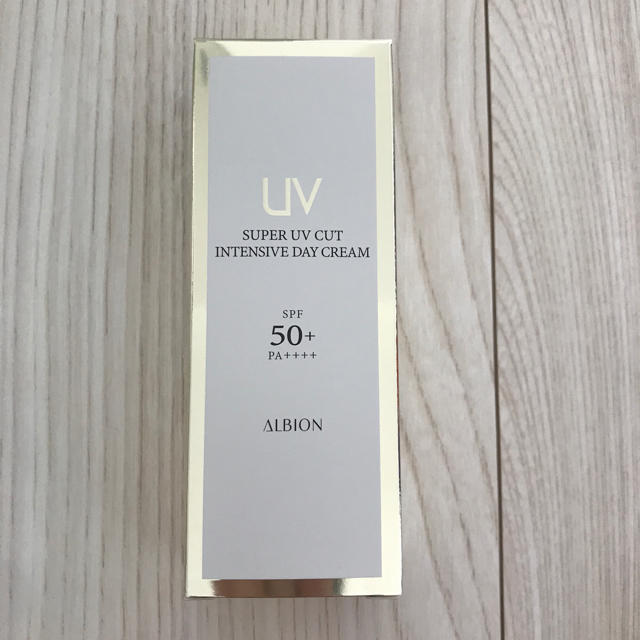 UV
SUPER UV CUT
INTENSIVE DAY CREAM
SPF
50+
PA++++
ALBION